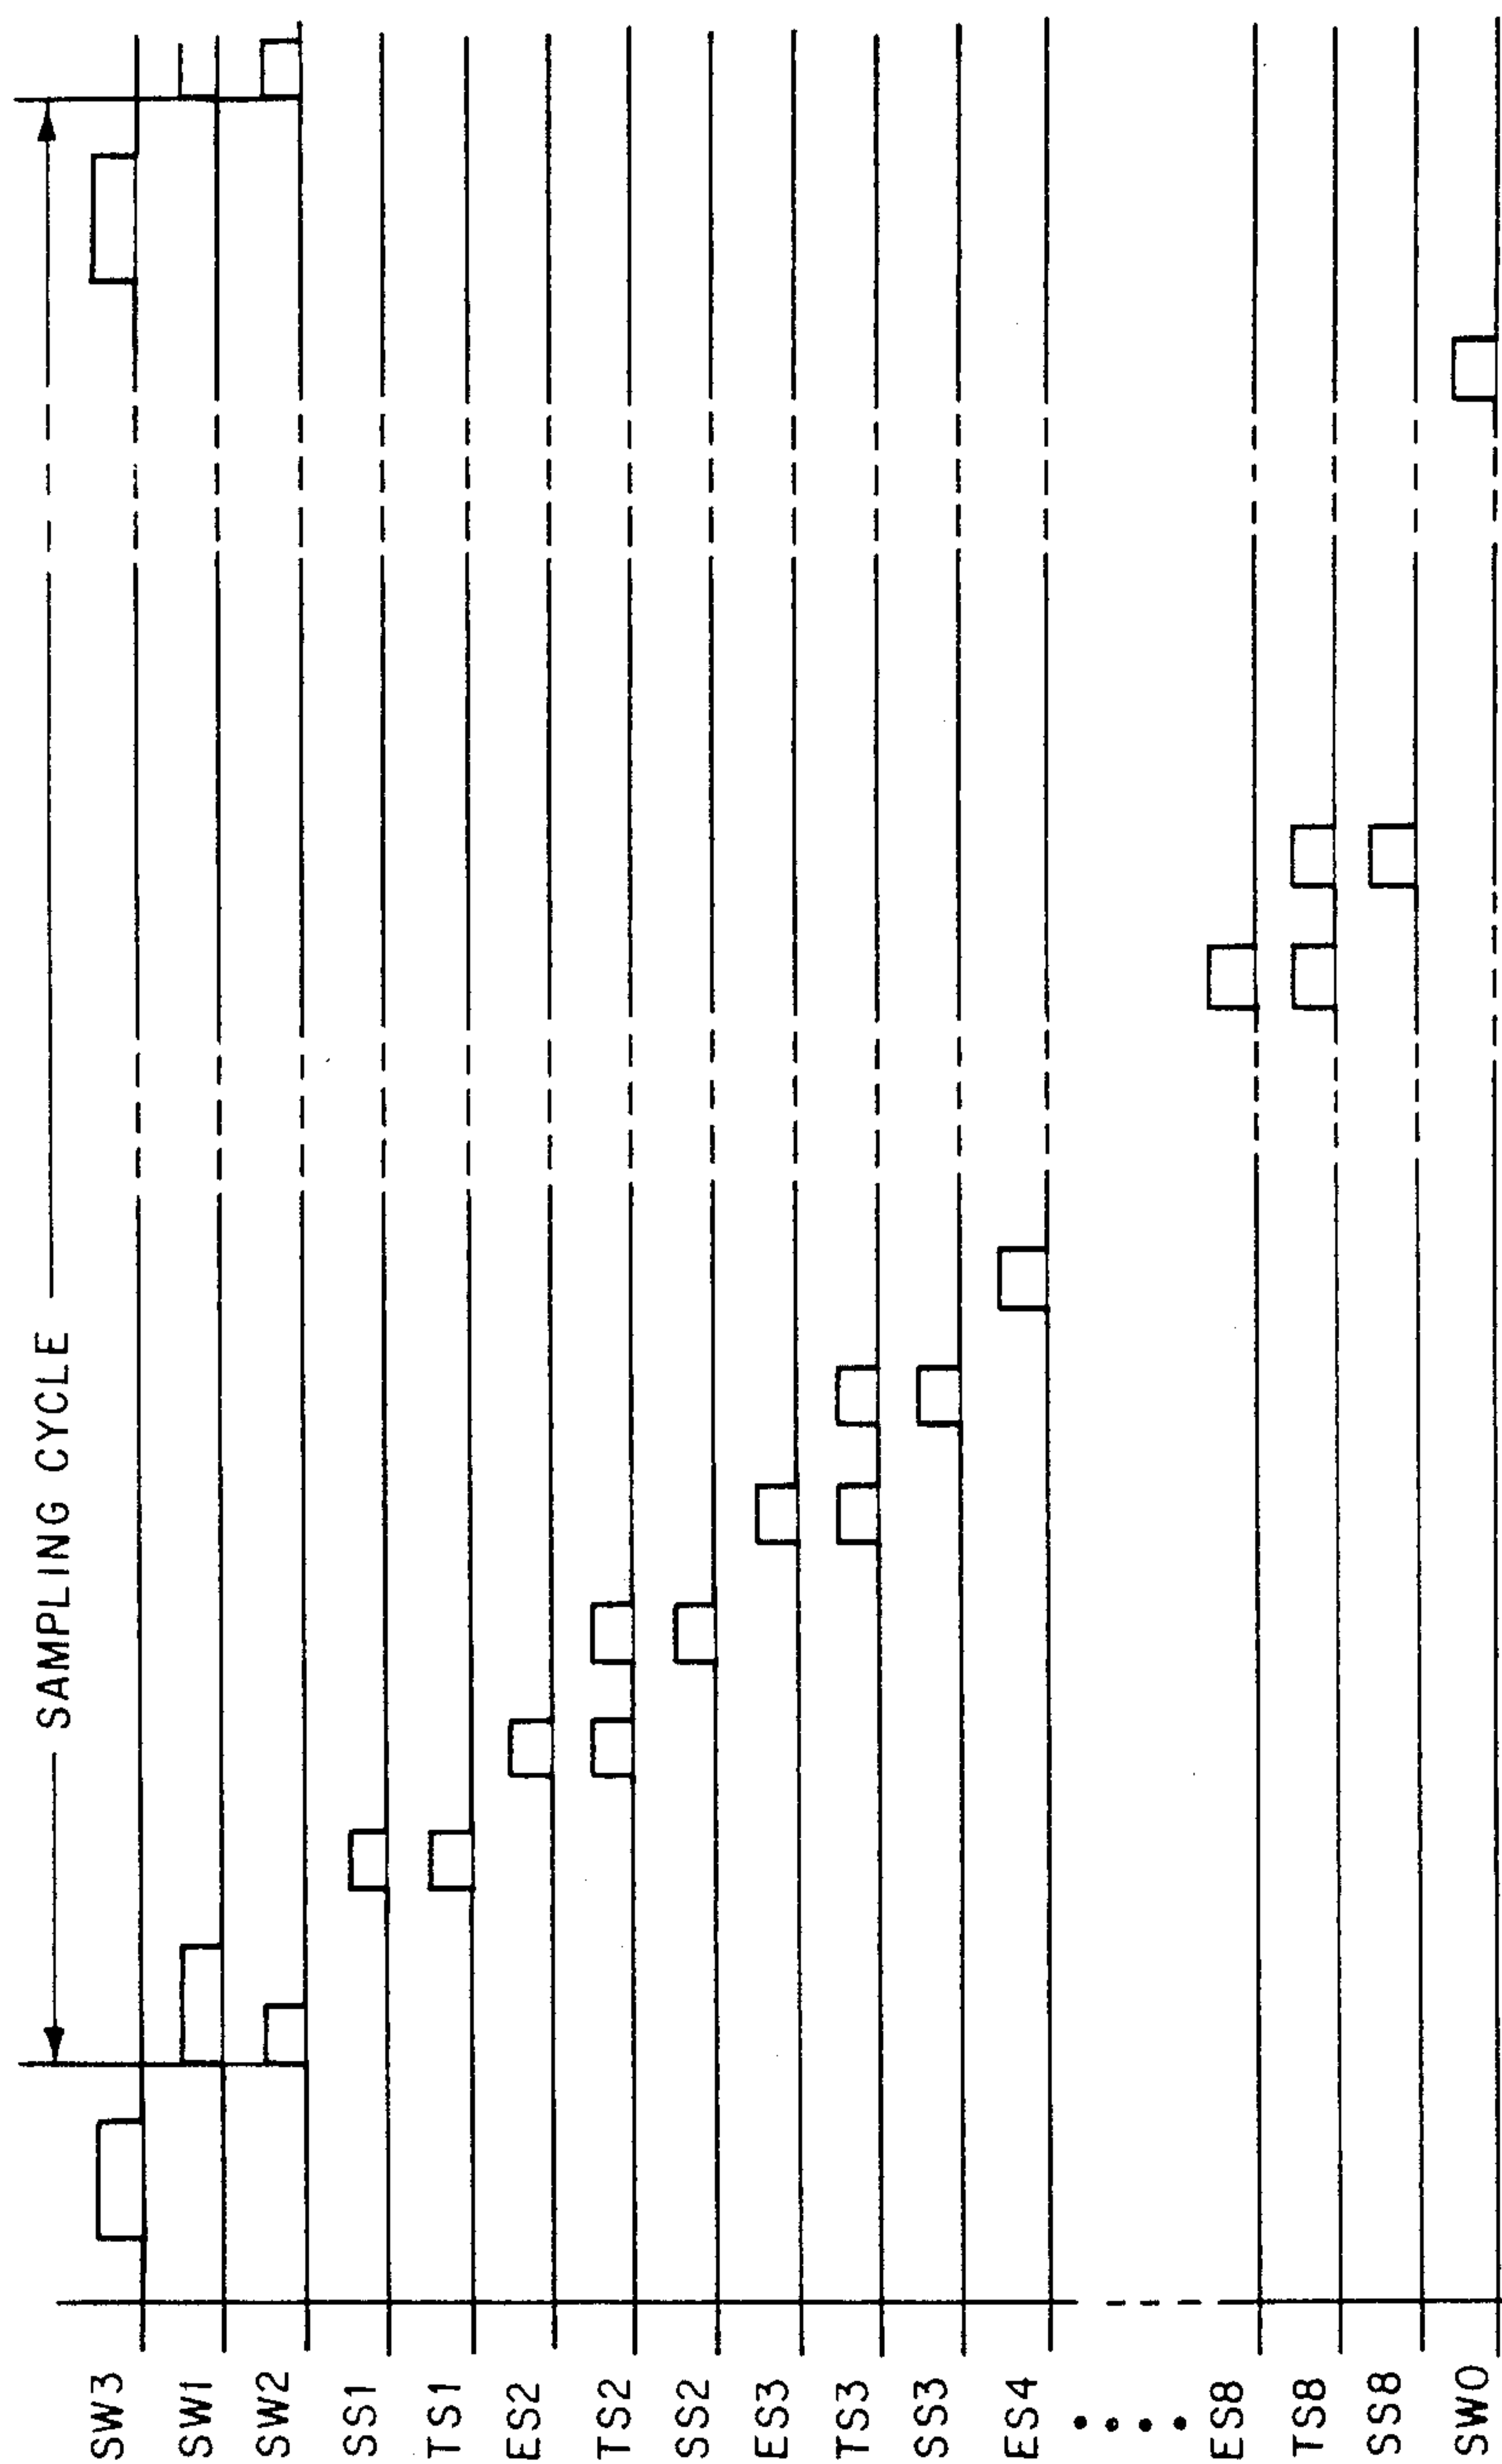 SAMPLING CYCLE
SW3
SW1
SW2
SS1
TS1
ES2
TS2
SS2
ES3
TS3
SS3
ES4
ES8
TS8
SS8
SW0